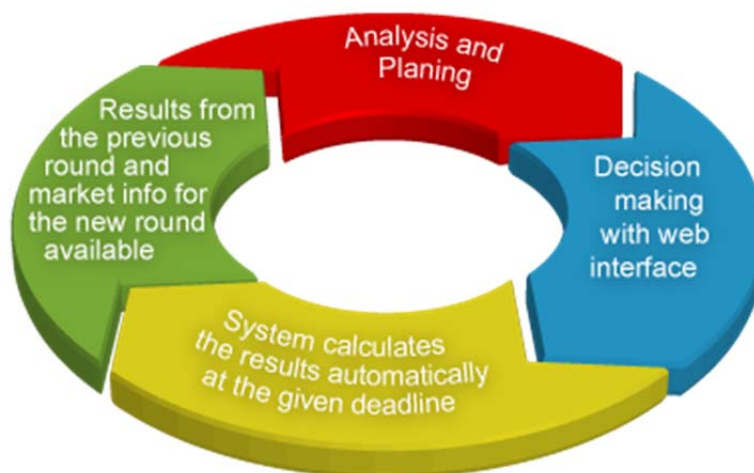 Analysis and
Planing
Decision
making
with web
interface
System calculates
the results automatically
at the given deadline
Results from
the previous
round and
market info for
the new round
available